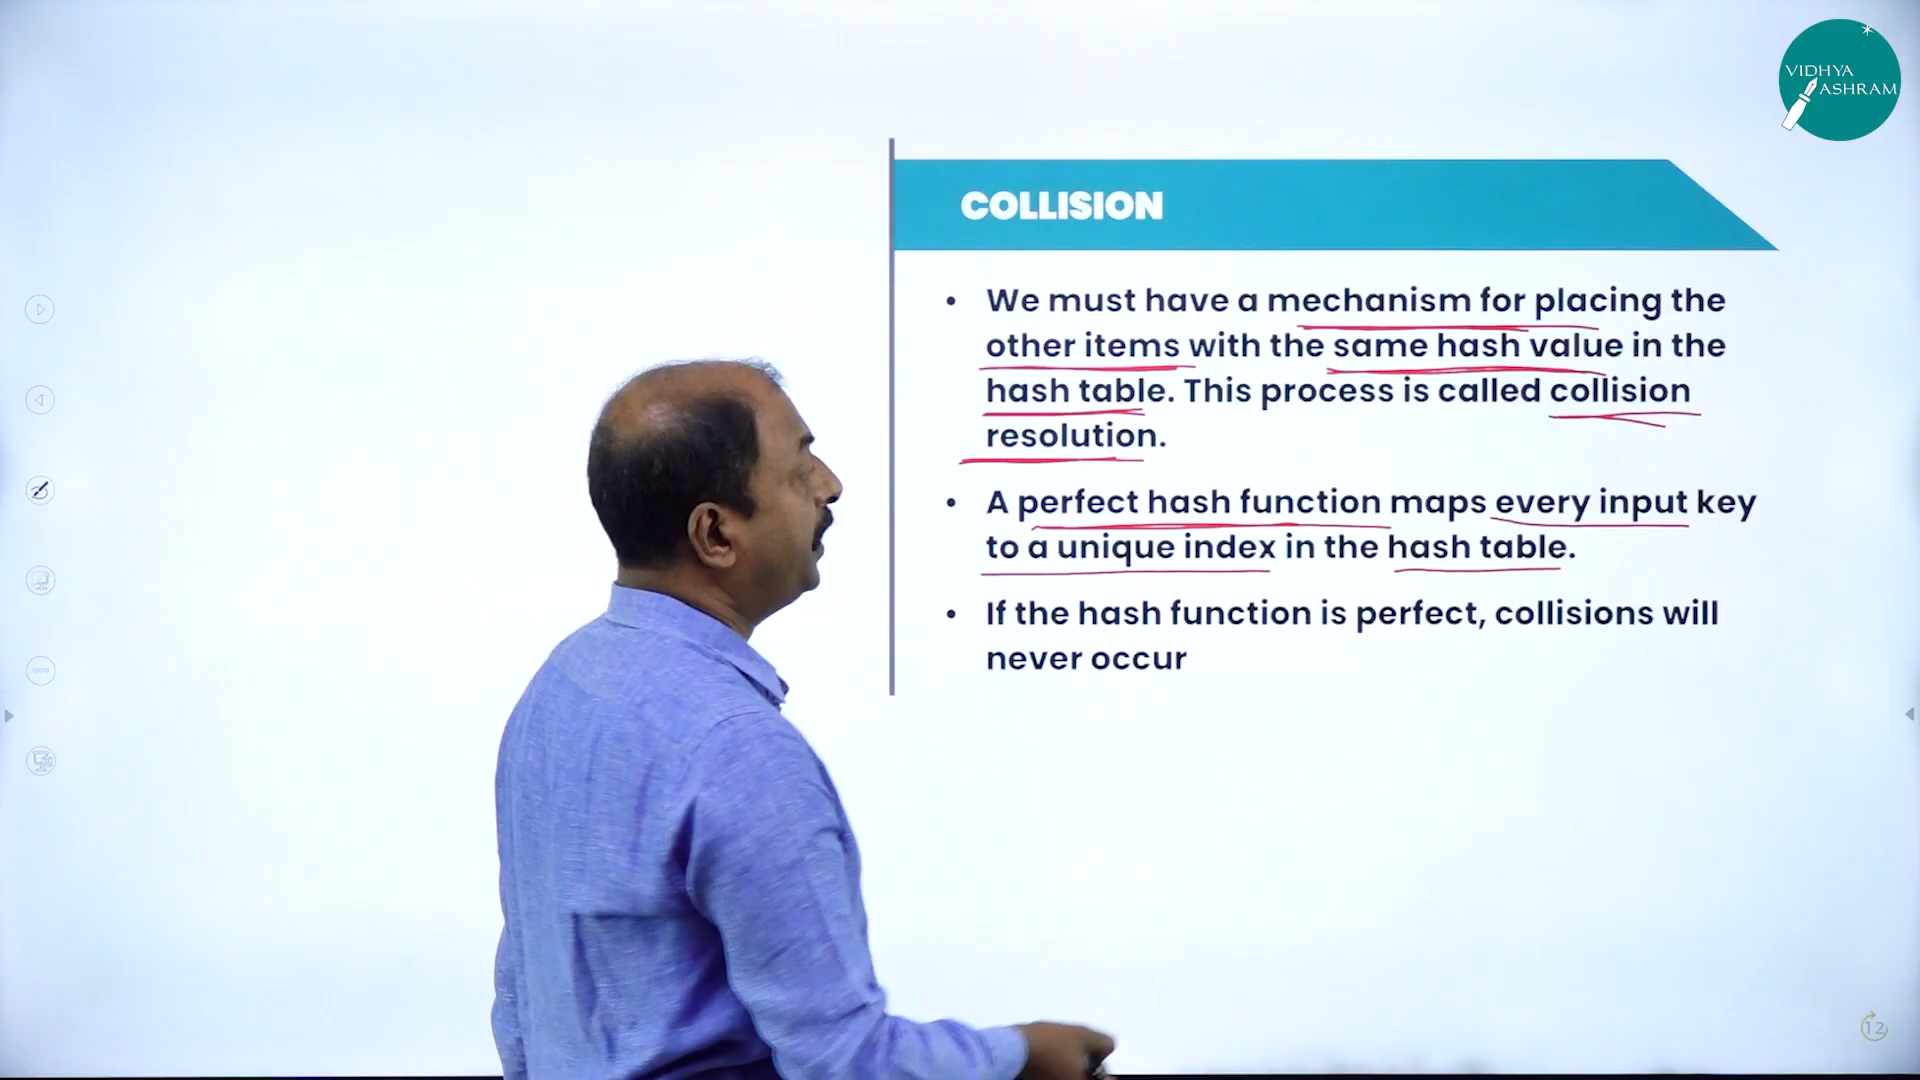 VIDHYA
ASHRAM
COLLISION
• We must have a mechanism for placing the
other items with the same hash value in the
hash table. This process is called collision
resolution.
• A perfect hash function maps every input key
to a unique index in the hash table.
• If the hash function is perfect, collisions will
never occur
12